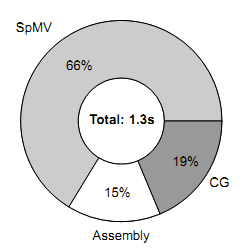 SpMV
66%
Total: 1.3s
19%
CG
15%
Assembly